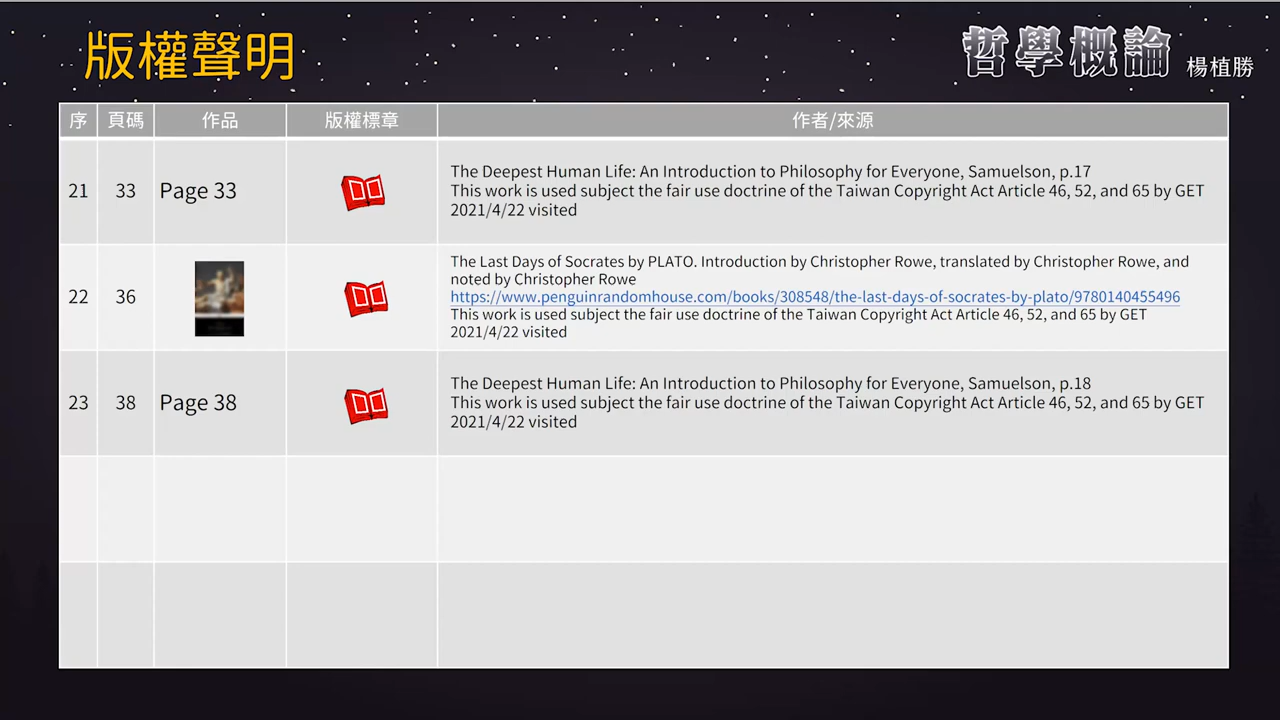 版權聲明
哲學概論 楊植勝
序 頁碼 作品 版權標章 作者/來源
21 33 Page 33
The Deepest Human Life: An Introduction to Philosophy for Everyone, Samuelson, p.17
This work is used subject the fair use doctrine of the Taiwan Copyright Act Article 46, 52, and 65 by GET
2021/4/22 visited
22 36
The Last Days of Socrates by PLATO. Introduction by Christopher Rowe, translated by Christopher Rowe, and
noted by Christopher Rowe
https://www.penguinrandomhouse.com/books/308548/the-last-days-of-socrates-by-plato/9780140455496
This work is used subject the fair use doctrine of the Taiwan Copyright Act Article 46, 52, and 65 by GET
2021/4/22 visited
23 38 Page 38
The Deepest Human Life: An Introduction to Philosophy for Everyone, Samuelson, p.18
This work is used subject the fair use doctrine of the Taiwan Copyright Act Article 46, 52, and 65 by GET
2021/4/22 visited